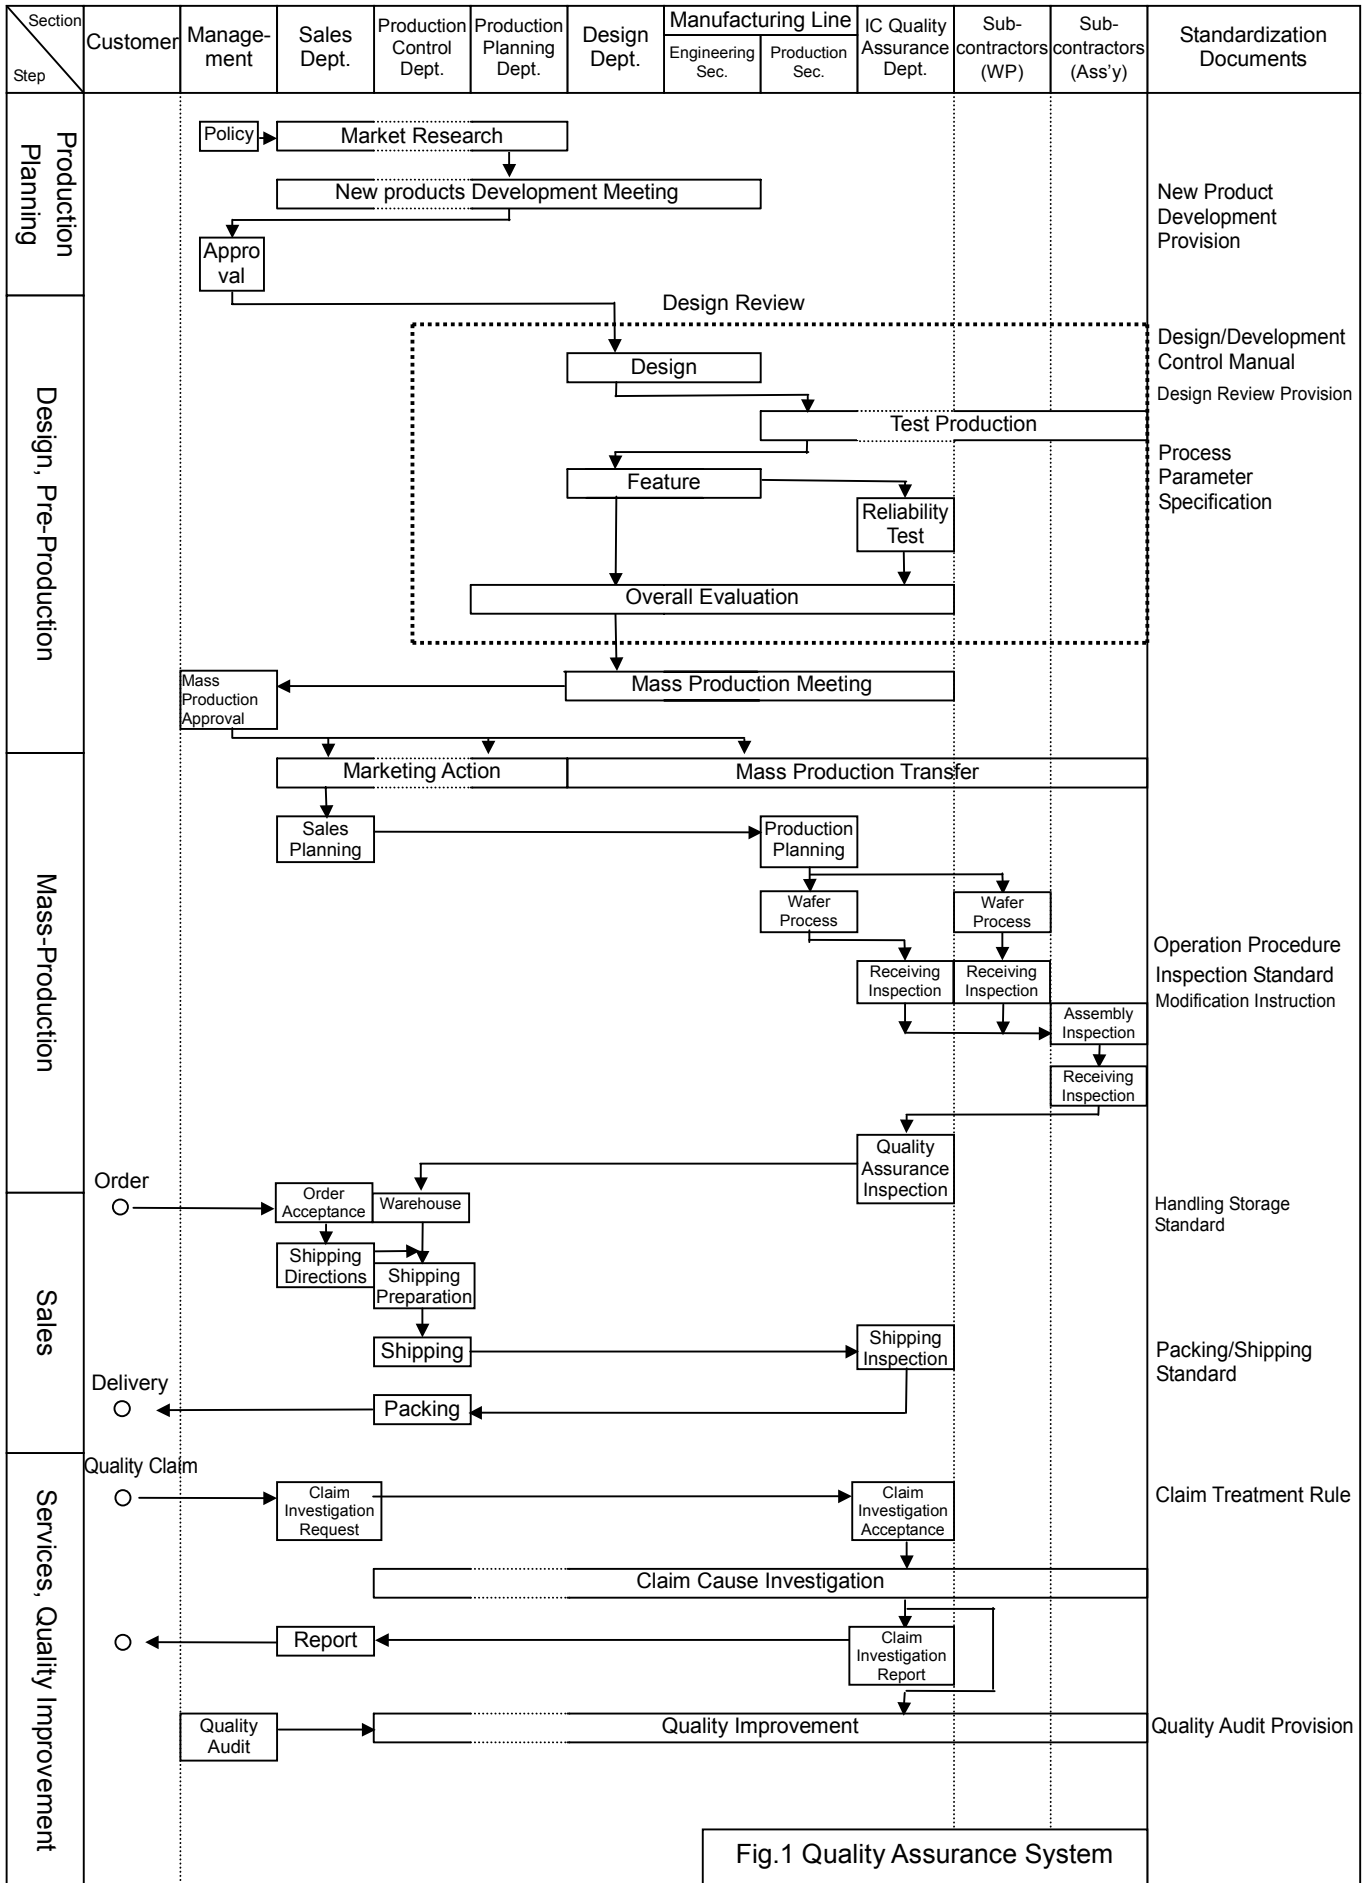 Section
Step
Customer
Manage-
ment
Sales
Dept.
Production
Control
Dept.
Production
Planning
Dept.
Design
Dept.
Manufacturing Line
Engineering
Sec.
Production
Sec.
IC Quality
Assurance
Dept.
Sub-
contractors
(WP)
Sub-
contractors
(Ass'y)
Standardization
Documents
Production
Planning
Policy
Market Research
New products Development Meeting
New Product
Development
Provision
Appro
val
Design, Pre-Production
Design Review
Design/Development
Control Manual
Design
Design Review Provision
Test Production
Process
Parameter
Specification
Feature
Reliability
Test
Overall Evaluation
Mass
Production
Approval
Mass Production Meeting
Mass-Production
Marketing Action
Mass Production Transfer
Sales
Planning
Production
Planning
Wafer
Process
Wafer
Process
Operation Procedure
Receiving
Inspection
Receiving
Inspection
Inspection Standard
Modification Instruction
Assembly
Inspection
Receiving
Inspection
Quality
Assurance
Inspection
Sales
Order
Order
Acceptance
Warehouse
Handling Storage
Standard
Shipping
Directions
Shipping
Preparation
Shipping
Shipping
Inspection
Packing/Shipping
Standard
Delivery
Packing
Services, Quality Improvement
Quality Claim
Claim
Investigation
Request
Claim
Investigation
Acceptance
Claim Treatment Rule
Claim Cause Investigation
Report
Claim
Investigation
Report
Quality
Audit
Quality Improvement
Quality Audit Provision
Fig.1 Quality Assurance System